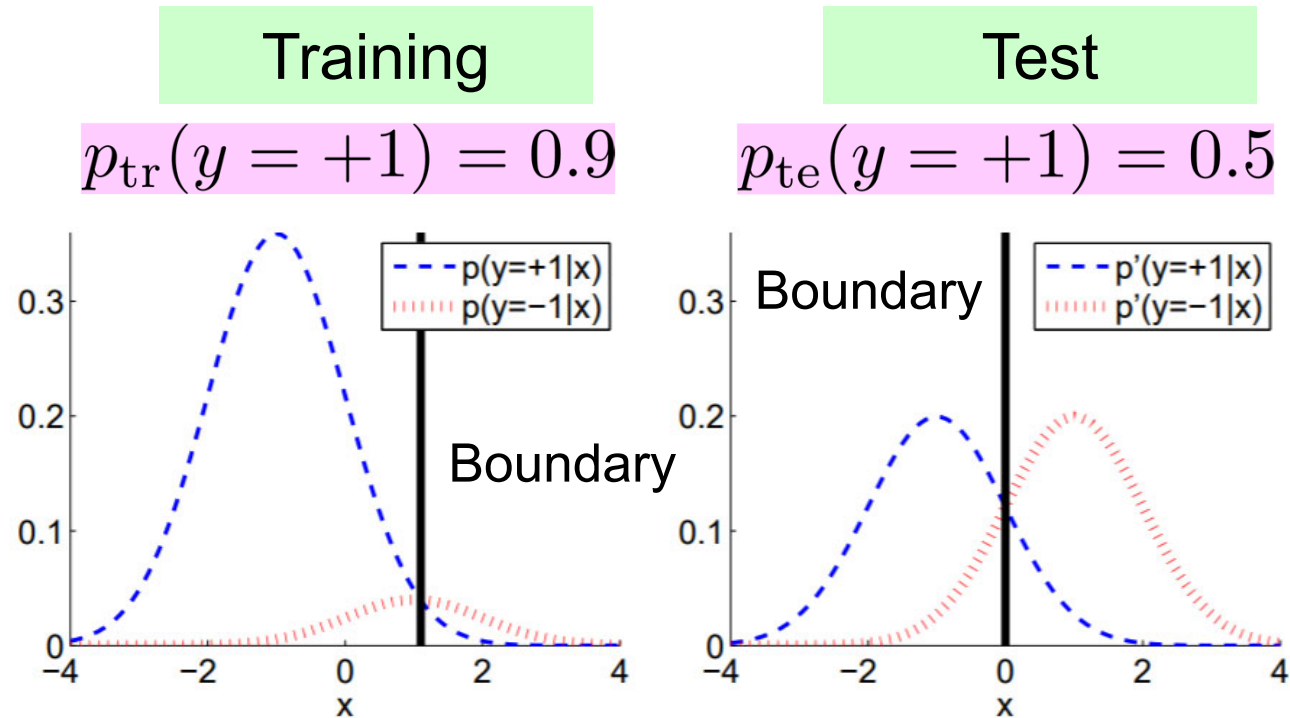 Training
p_tr(y = +1) = 0.9
p(y=+1|x)
p(y=−1|x)
Boundary
0.3
0.2
0.1
0
−4
−2
0
2
4
x
Test
p_te(y = +1) = 0.5
p’(y=+1|x)
p’(y=−1|x)
Boundary
0.3
0.2
0.1
0
−4
−2
0
2
4
x